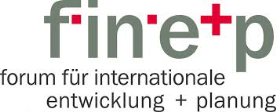 fin.e+p
forum für internationale
entwicklung + planung